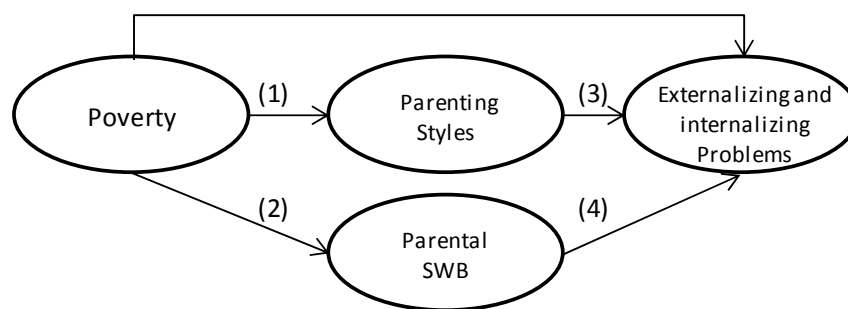 (1)
(3)
Poverty
Parenting
Styles
Externalizing and
internalizing
Problems
(2)
(4)
Parental
SWB